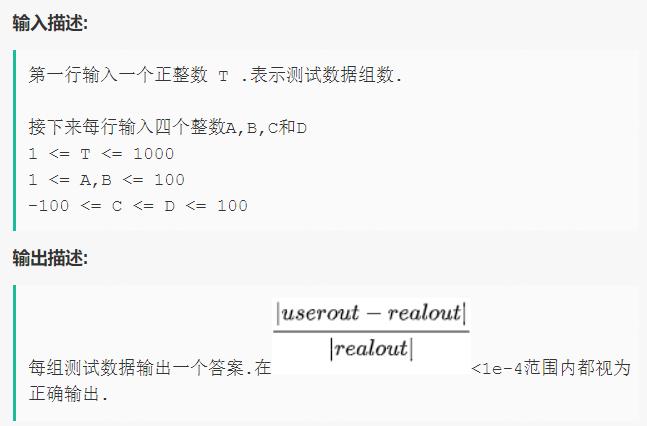 输入描述:
第一行输入一个正整数 T .表示测试数据组数.
接下来每行输入四个整数A,B,C和D
1 <= T <= 1000
1 <= A,B <= 100
-100 <= C <= D <= 100
输出描述:
|userout − realout|
|realout|
每组测试数据输出一个答案.在<1e-4范围内都视为
正确输出.